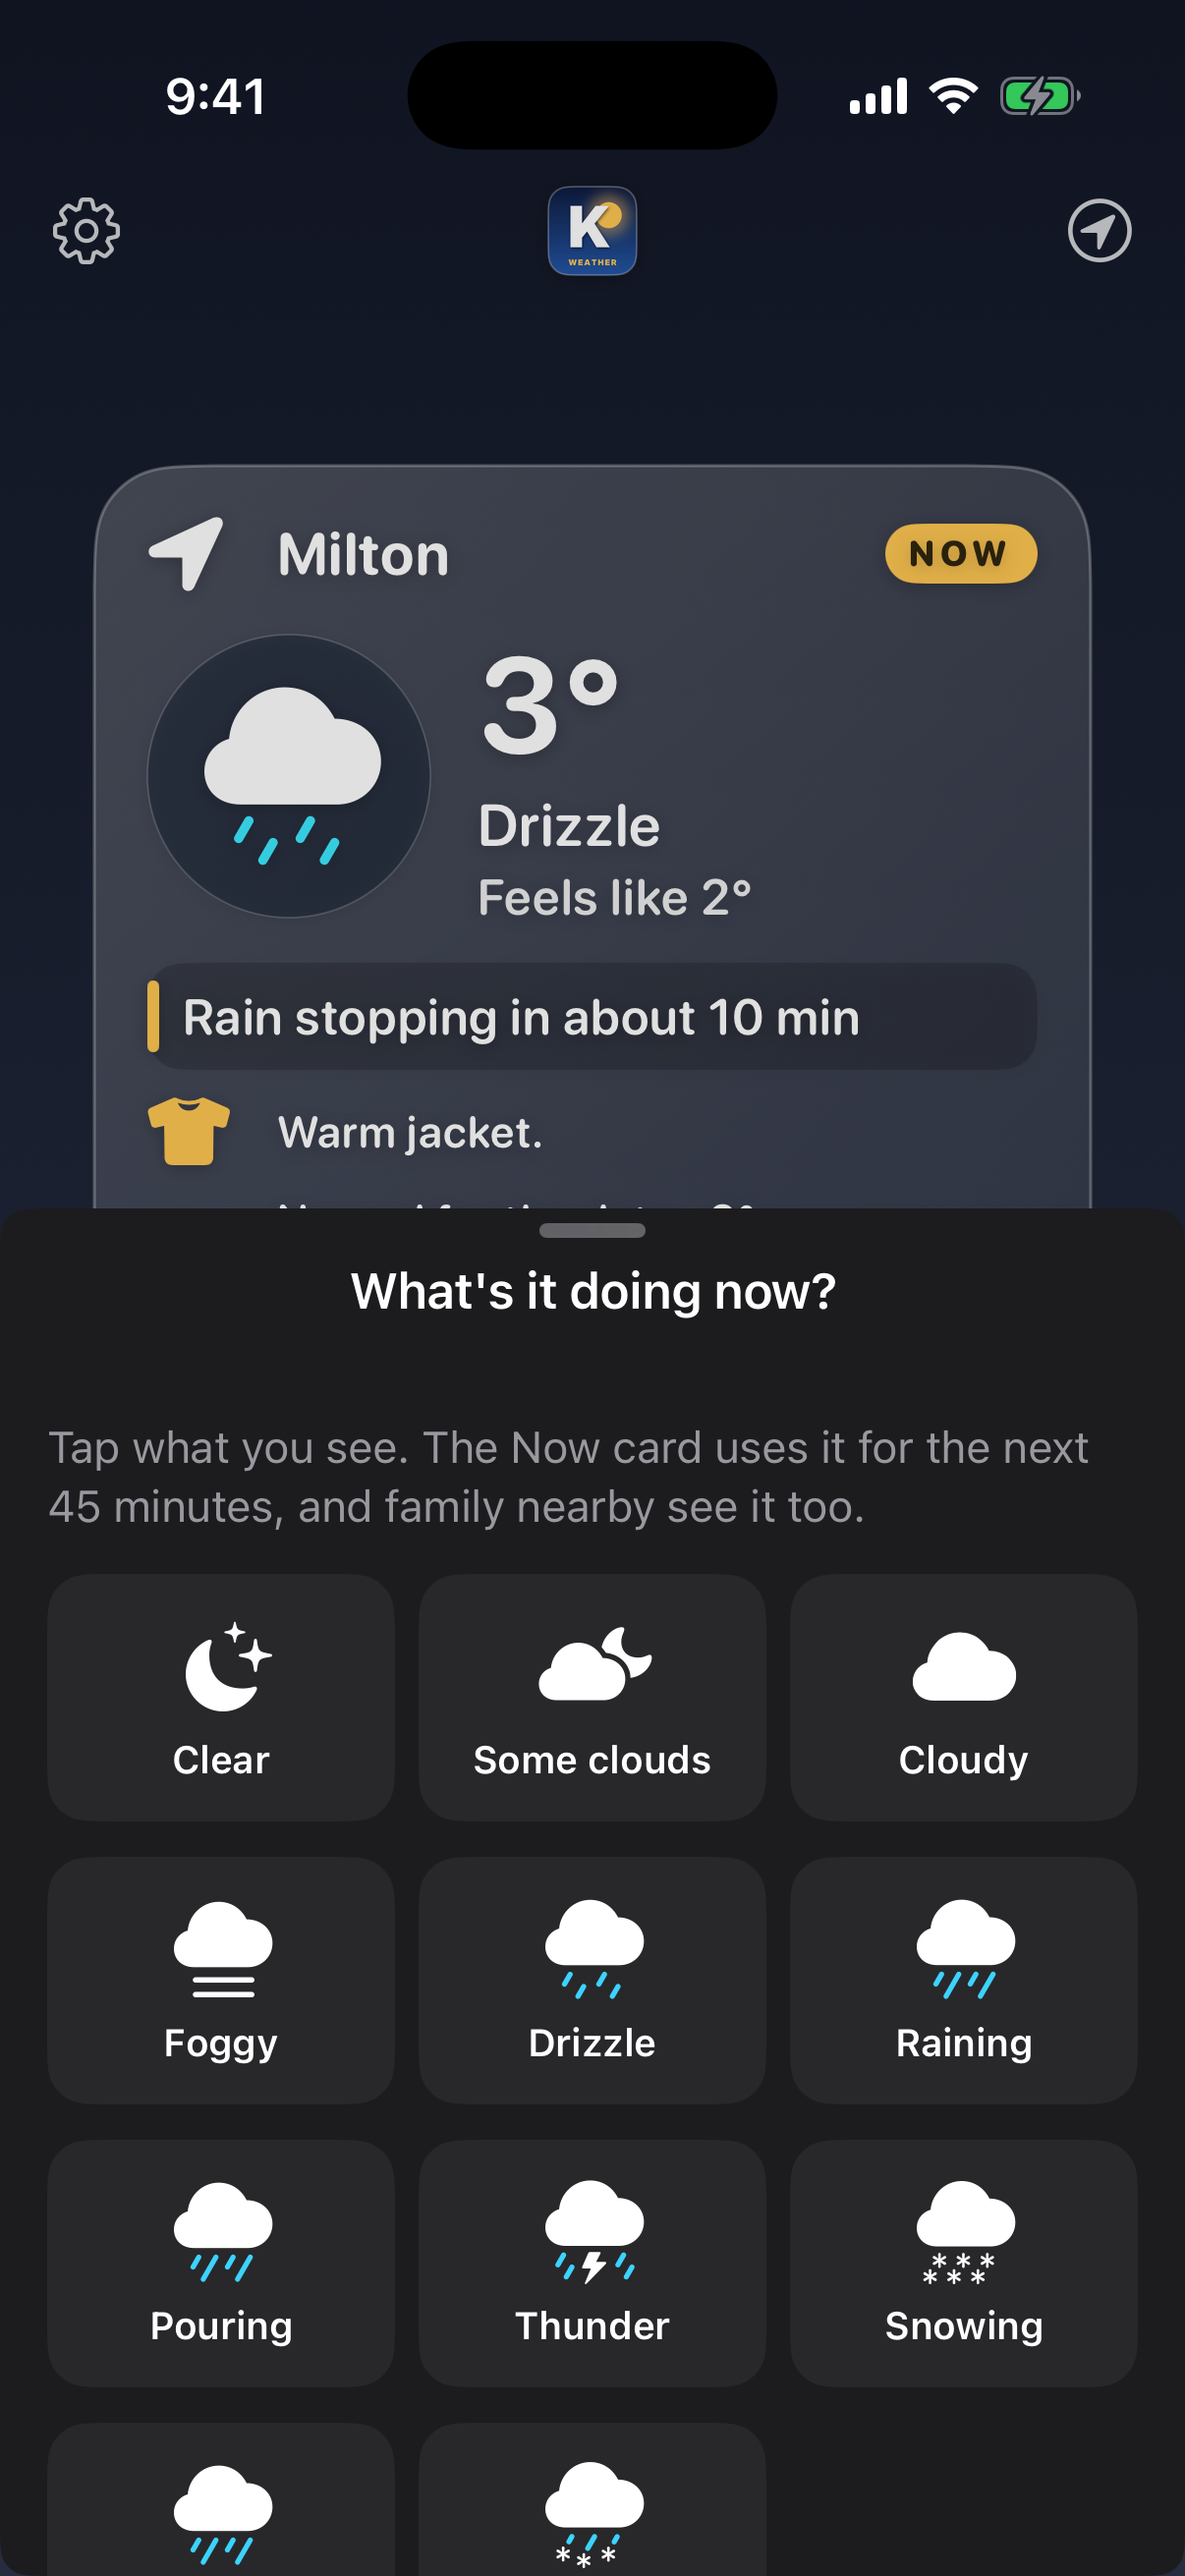 9:41
K
WEATHER
Milton
NOW
3°
Drizzle
Feels like 2°
Rain stopping in about 10 min
Warm jacket.
What's it doing now?
Tap what you see. The Now card uses it for the next
45 minutes, and family nearby see it too.
Clear
Some clouds
Cloudy
Foggy
Drizzle
Raining
Pouring
Thunder
Snowing